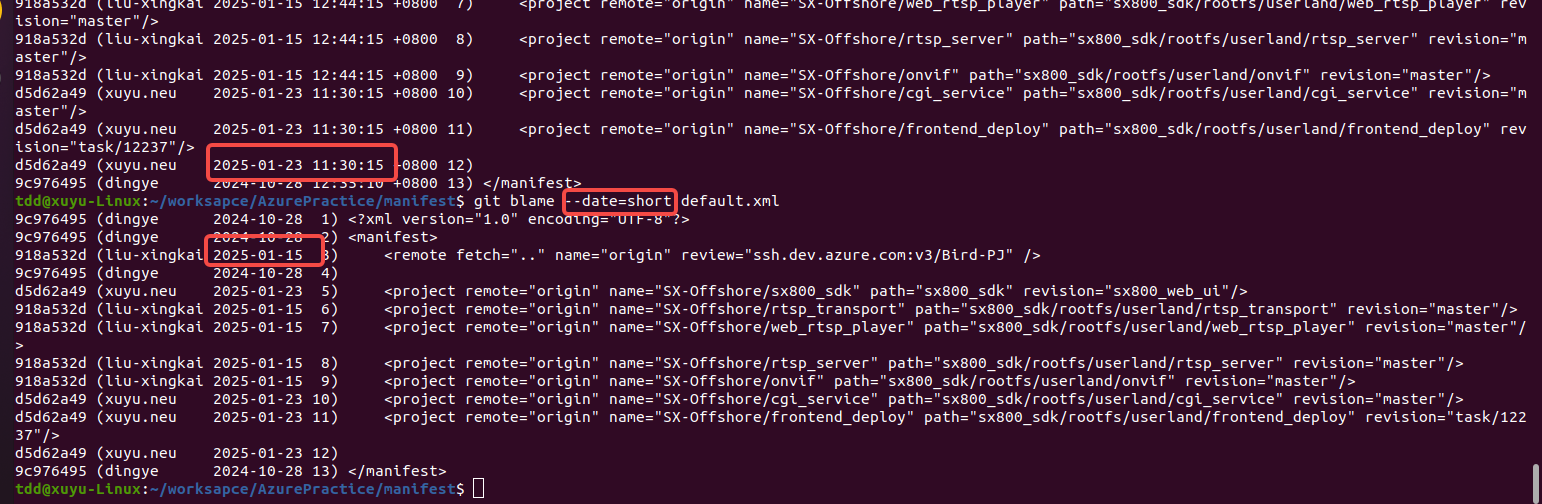 918a532d (liu-xingkai 2025-01-15 12:44:15 +0800  7)     <project remote="origin" name="SX-Offshore/web_rtsp_player" path="sx800_sdk/rootfs/userland/web_rtsp_player" rev
ision="master"/>
918a532d (liu-xingkai 2025-01-15 12:44:15 +0800  8)     <project remote="origin" name="SX-Offshore/rtsp_server" path="sx800_sdk/rootfs/userland/rtsp_server" revision="m
aster"/>
918a532d (liu-xingkai 2025-01-15 12:44:15 +0800  9)     <project remote="origin" name="SX-Offshore/onvif" path="sx800_sdk/rootfs/userland/onvif" revision="master"/>
d5d62a49 (xuyu.neu    2025-01-23 11:30:15 +0800 10)     <project remote="origin" name="SX-Offshore/cgi_service" path="sx800_sdk/rootfs/userland/cgi_service" revision="m
aster"/>
d5d62a49 (xuyu.neu    2025-01-23 11:30:15 +0800 11)     <project remote="origin" name="SX-Offshore/frontend_deploy" path="sx800_sdk/rootfs/userland/frontend_deploy" rev
ision="task/12237"/>
d5d62a49 (xuyu.neu    2025-01-23 11:30:15 +0800 12)
9c976495 (dingye      2024-10-28 12:35:10 +0800 13) </manifest>
tdd@xuyu-Linux:~/worksapce/AzurePractice/manifest$ git blame --date=short default.xml
9c976495 (dingye      2024-10-28  1) <?xml version="1.0" encoding="UTF-8"?>
9c976495 (dingye      2024-10-28  2) <manifest>
918a532d (liu-xingkai 2025-01-15  3)     <remote fetch=".." name="origin" review="ssh.dev.azure.com:v3/Bird-PJ" />
9c976495 (dingye      2024-10-28  4)
d5d62a49 (xuyu.neu    2025-01-23  5)     <project remote="origin" name="SX-Offshore/sx800_sdk" path="sx800_sdk" revision="sx800_web_ui"/>
918a532d (liu-xingkai 2025-01-15  6)     <project remote="origin" name="SX-Offshore/rtsp_transport" path="sx800_sdk/rootfs/userland/rtsp_transport" revision="master"/>
918a532d (liu-xingkai 2025-01-15  7)     <project remote="origin" name="SX-Offshore/web_rtsp_player" path="sx800_sdk/rootfs/userland/web_rtsp_player" revision="master"/
>
918a532d (liu-xingkai 2025-01-15  8)     <project remote="origin" name="SX-Offshore/rtsp_server" path="sx800_sdk/rootfs/userland/rtsp_server" revision="master"/>
918a532d (liu-xingkai 2025-01-15  9)     <project remote="origin" name="SX-Offshore/onvif" path="sx800_sdk/rootfs/userland/onvif" revision="master"/>
d5d62a49 (xuyu.neu    2025-01-23 10)     <project remote="origin" name="SX-Offshore/cgi_service" path="sx800_sdk/rootfs/userland/cgi_service" revision="master"/>
d5d62a49 (xuyu.neu    2025-01-23 11)     <project remote="origin" name="SX-Offshore/frontend_deploy" path="sx800_sdk/rootfs/userland/frontend_deploy" revision="task/122
37"/>
d5d62a49 (xuyu.neu    2025-01-23 12)
9c976495 (dingye      2024-10-28 13) </manifest>
tdd@xuyu-Linux:~/worksapce/AzurePractice/manifest$